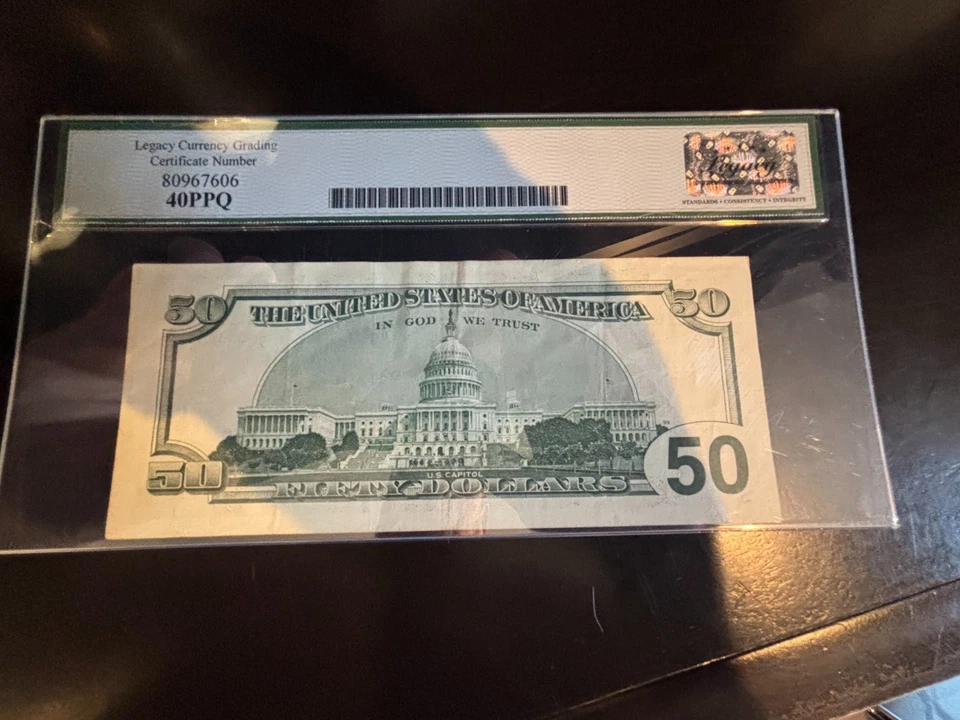 Legacy Currency Grading
Certificate Number
80967606
40PPQ
Legacy
STANDARDS • CONSISTENCY • INTEGRITY
50 THE UNITED STATES OF AMERICA 50
IN GOD WE TRUST
U.S. CAPITOL
50 FIFTY DOLLARS 50